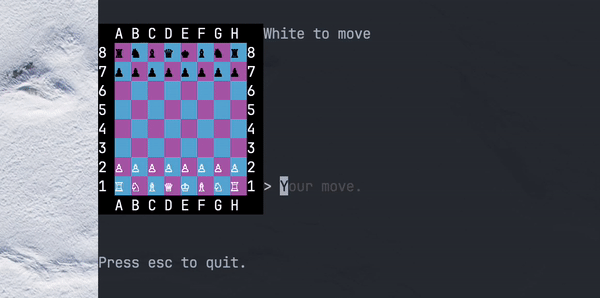 A B C D E F G H White to move
8 ♜ ♞ ♝ ♛ ♚ ♝ ♞ ♜ 8
7 ♟ ♟ ♟ ♟ ♟ ♟ ♟ ♟ 7
6 6
5 5
4 4
3 3
2 ♙ ♙ ♙ ♙ ♙ ♙ ♙ ♙ 2
1 ♖ ♘ ♗ ♕ ♔ ♗ ♘ ♖ 1 > Your move.
A B C D E F G H
Press esc to quit.